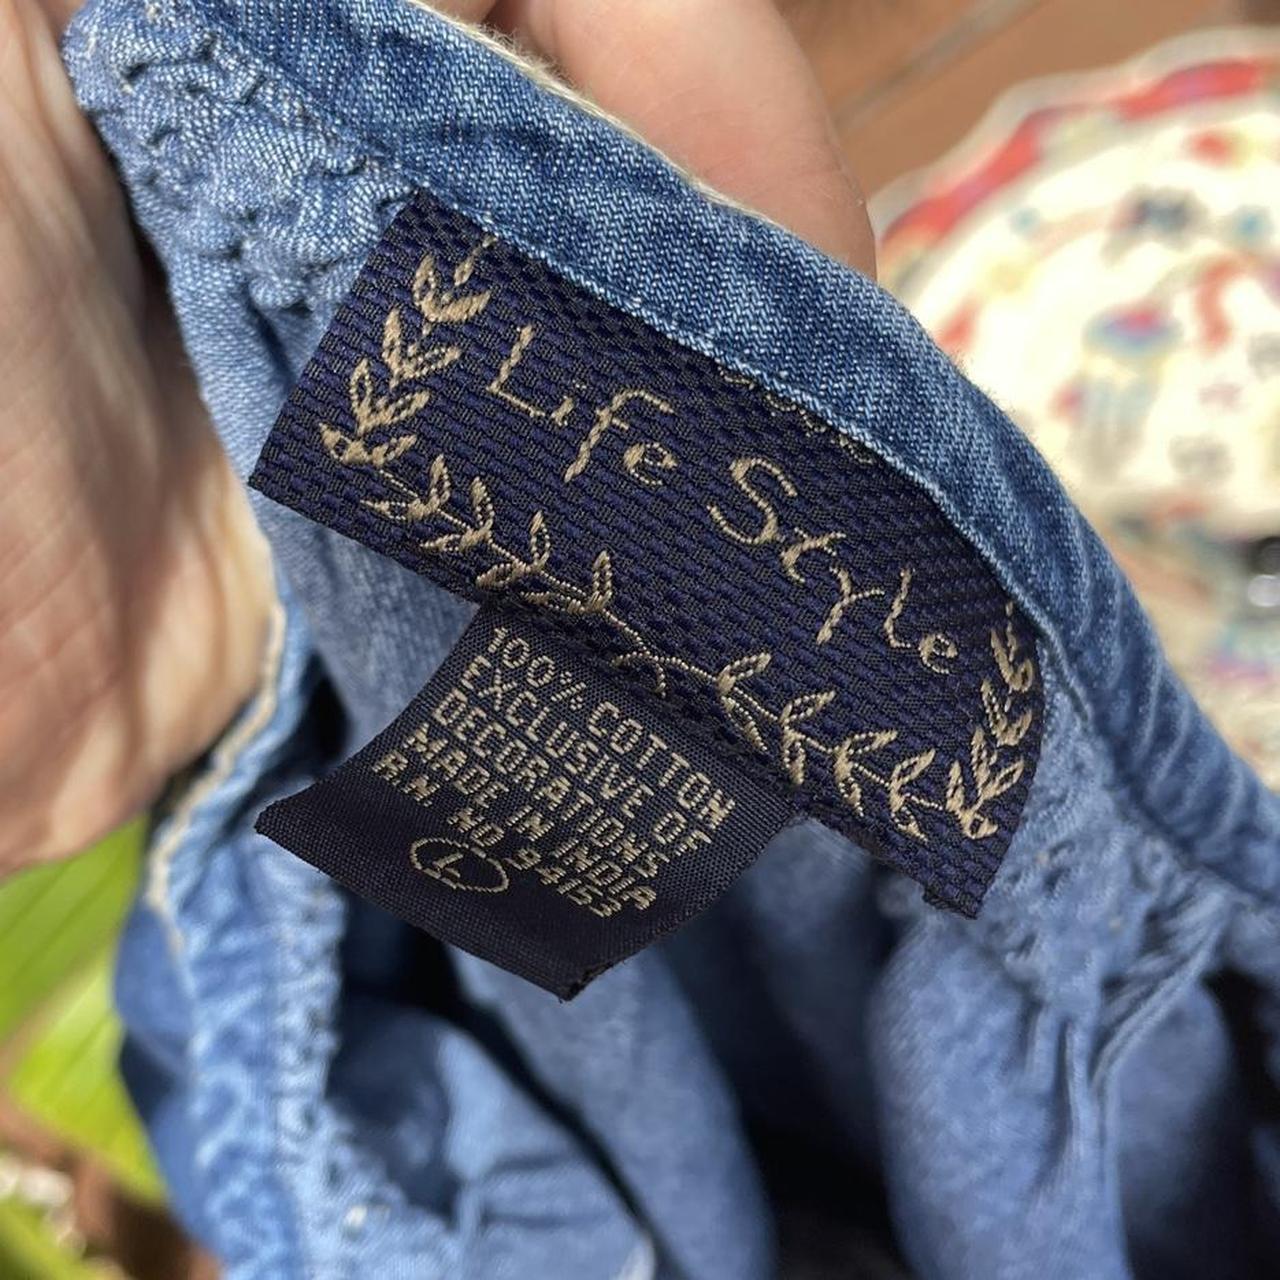 Life Style
100% COTTON
EXCLUSIVE OF
DECORATIONS
MADE IN INDIA
R.N. NO. 94153
L